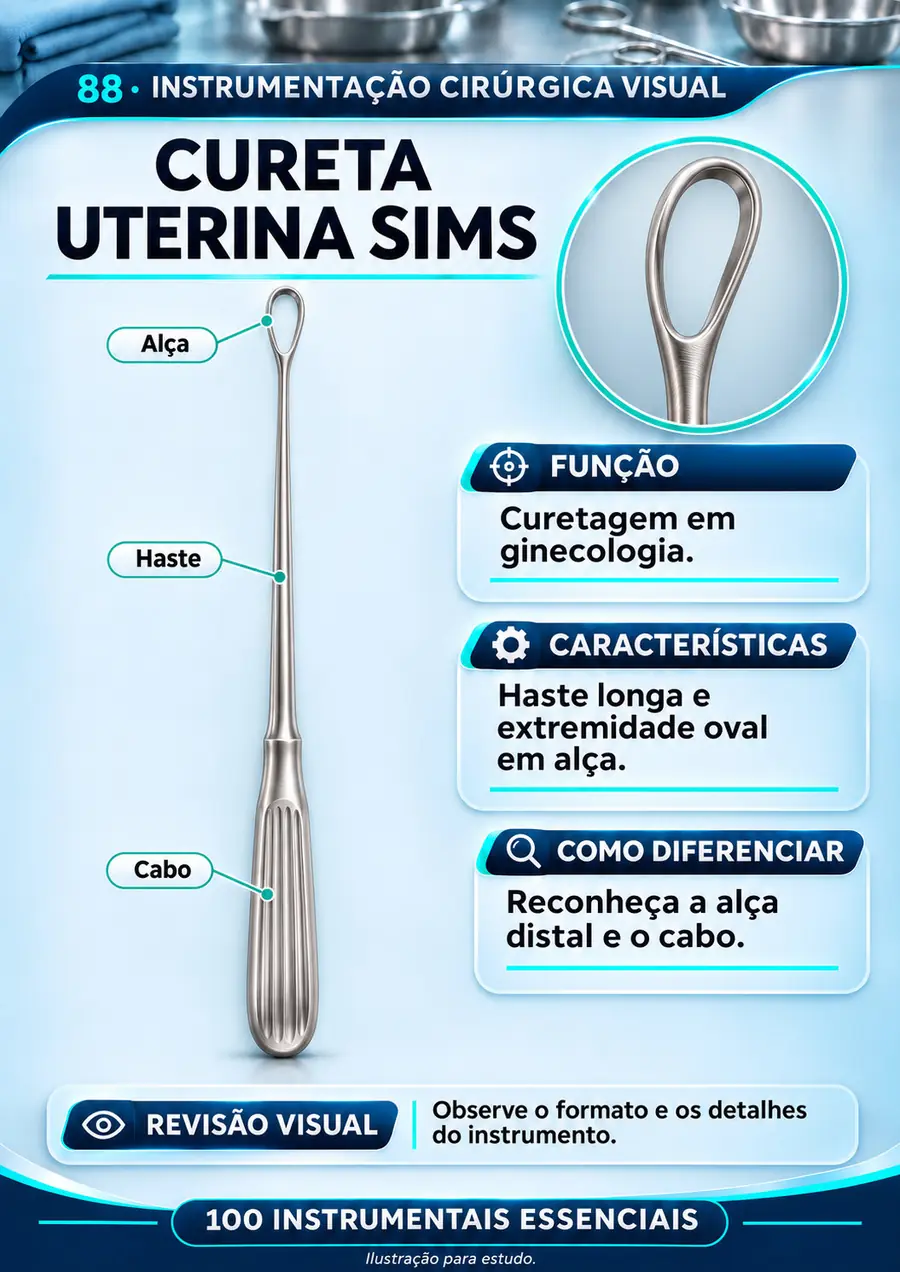 88 · INSTRUMENTAÇÃO CIRÚRGICA VISUAL
CURETA
UTERINA SIMS
Alça
Haste
Cabo
FUNÇÃO
Curetagem em
ginecologia.
CARACTERÍSTICAS
Haste longa e
extremidade oval
em alça.
COMO DIFERENCIAR
Reconheça a alça
distal e o cabo.
REVISÃO VISUAL
Observe o formato e os detalhes
do instrumento.
100 INSTRUMENTAIS ESSENCIAIS
Ilustração para estudo.